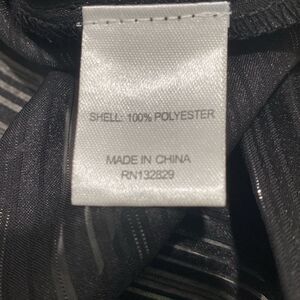 SHELL: 100% POLYESTER
MADE IN CHINA
RN132829